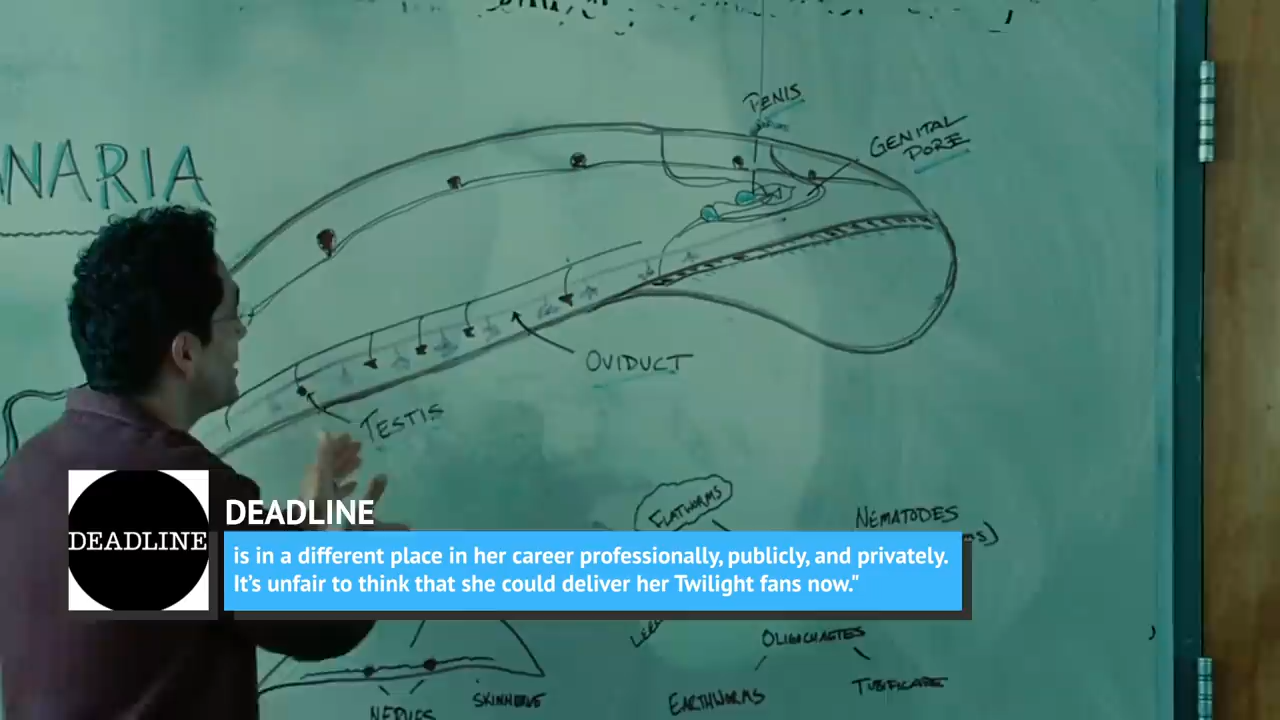 NARIA
PENIS
GENITAL
PORE
OVIDUCT
TESTIS
FLATWORMS
NEMATODES
DEADLINE
DEADLINE
is in a different place in her career professionally, publicly, and privately.
It's unfair to think that she could deliver her Twilight fans now."
OLIGOCHAETES
EARTHWORMS
TUBIFICIDAE
NERVES